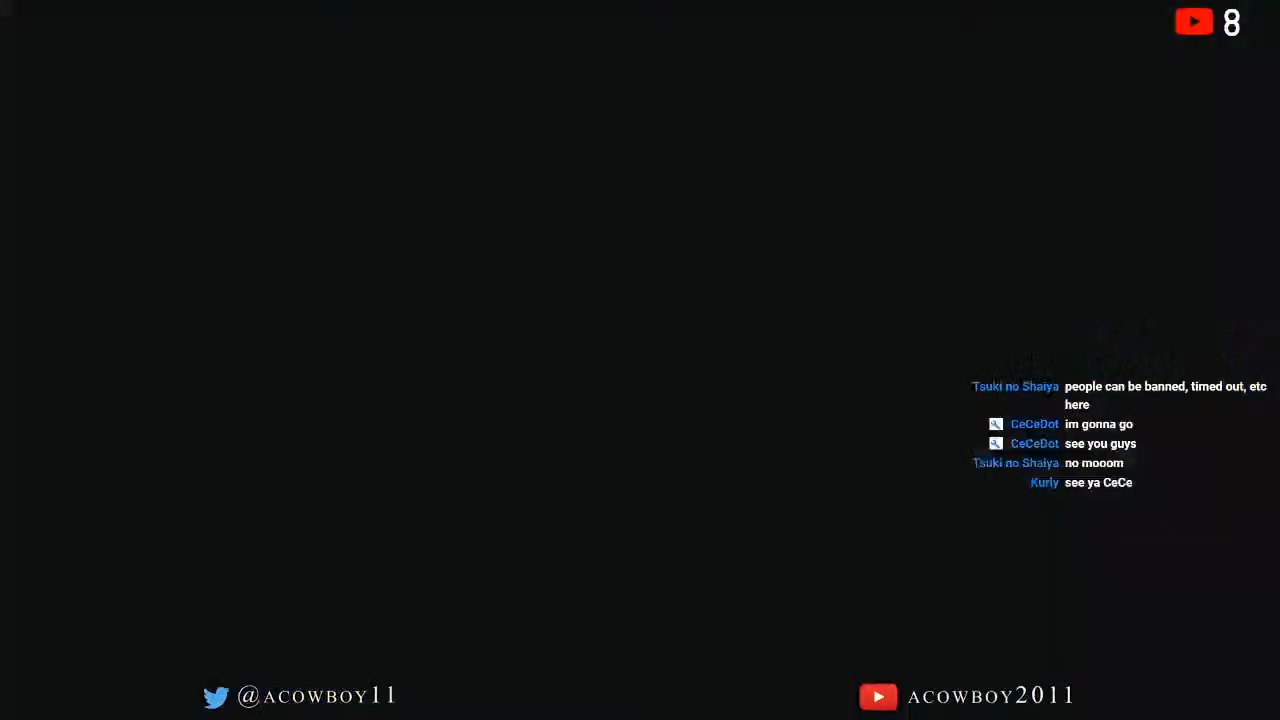 8
Tsuki no Shaiya people can be banned, timed out, etc
here
CeCeDot im gonna go
CeCeDot see you guys
Tsuki no Shaiya no mooom
Kurly see ya CeCe
@ACOWBOY11
ACOWBOY2011